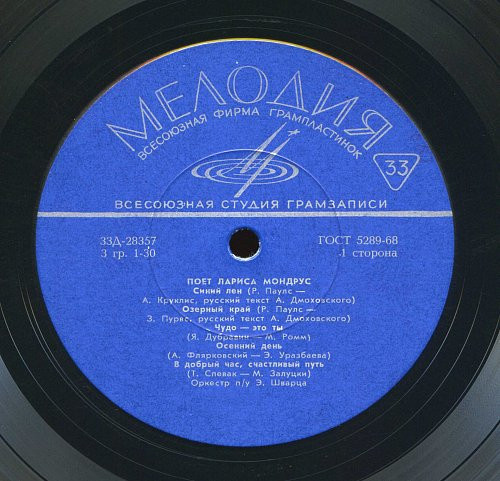 МЕЛОДИЯ
ВСЕСОЮЗНАЯ ФИРМА ГРАМПЛАСТИНОК
33
ВСЕСОЮЗНАЯ СТУДИЯ ГРАМЗАПИСИ
33Д-28357 ГОСТ 5289-68
3 гр. 1-30 1 сторона
ПОЕТ ЛАРИСА МОНДРУС
Синий лен (Р. Паулс —
А. Круклис, русский текст А. Дмоховского)
Озерный край (Р. Паулс —
З. Пурвс, русский текст А. Дмоховского)
Чудо — это ты
(Я. Дубравин — М. Ромм)
Осенний день
(А. Флярковский — Э. Уразбаева)
В добрый час, счастливый путь
(Т. Словак — М. Залуцки)
Оркестр п/у Э. Шварца